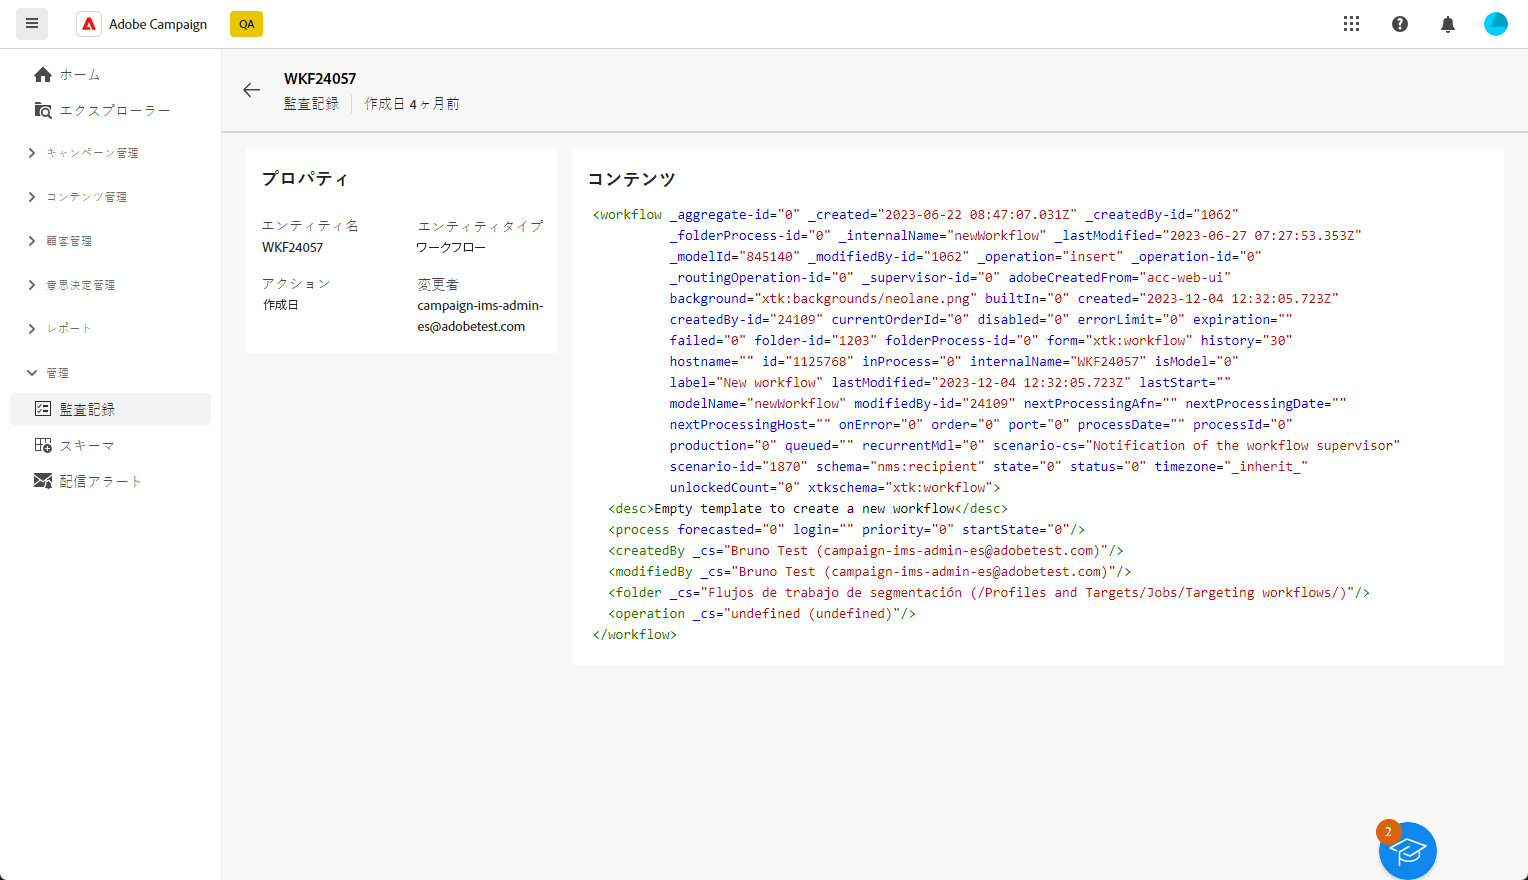 Adobe Campaign
QA
ホーム
エクスプローラー
キャンペーン管理
コンテンツ管理
顧客管理
意思決定管理
レポート
管理
監査記録
スキーマ
配信アラート
WKF24057
監査記録 作成日 4ヶ月前
プロパティ
エンティティ名 エンティティタイプ
WKF24057 ワークフロー
アクション 変更者
作成日 campaign-ims-admin-
es@adobetest.com
コンテンツ
<workflow _aggregate-id="0" _created="2023-06-22 08:47:07.031Z" _createdBy-id="1062"
_folderProcess-id="0" _internalName="newWorkflow" _lastModified="2023-06-27 07:27:53.353Z"
_modelId="845140" _modifiedBy-id="1062" _operation="insert" _operation-id="0"
_routingOperation-id="0" _supervisor-id="0" adobeCreatedFrom="acc-web-ui"
background="xtk:backgrounds/neolane.png" builtIn="0" created="2023-12-04 12:32:05.723Z"
createdBy-id="24109" currentOrderId="0" disabled="0" errorLimit="0" expiration=""
failed="0" folder-id="1203" folderProcess-id="0" form="xtk:workflow" history="30"
hostname="" id="1125768" inProcess="0" internalName="WKF24057" isModel="0"
label="New workflow" lastModified="2023-12-04 12:32:05.723Z" lastStart=""
modelName="newWorkflow" modifiedBy-id="24109" nextProcessingAfn="" nextProcessingDate=""
nextProcessingHost="" onError="0" order="0" port="0" processDate="" processId="0"
production="0" queued="" recurrentMdl="0" scenario-cs="Notification of the workflow supervisor"
scenario-id="1870" schema="nms:recipient" state="0" status="0" timezone="_inherit_"
unlockedCount="0" xtkschema="xtk:workflow">
<desc>Empty template to create a new workflow</desc>
<process forecasted="0" login="" priority="0" startState="0"/>
<createdBy _cs="Bruno Test (campaign-ims-admin-es@adobetest.com)"/>
<modifiedBy _cs="Bruno Test (campaign-ims-admin-es@adobetest.com)"/>
<folder _cs="Flujos de trabajo de segmentación (/Profiles and Targets/Jobs/Targeting workflows/)"/>
<operation _cs="undefined (undefined)"/>
</workflow>
2